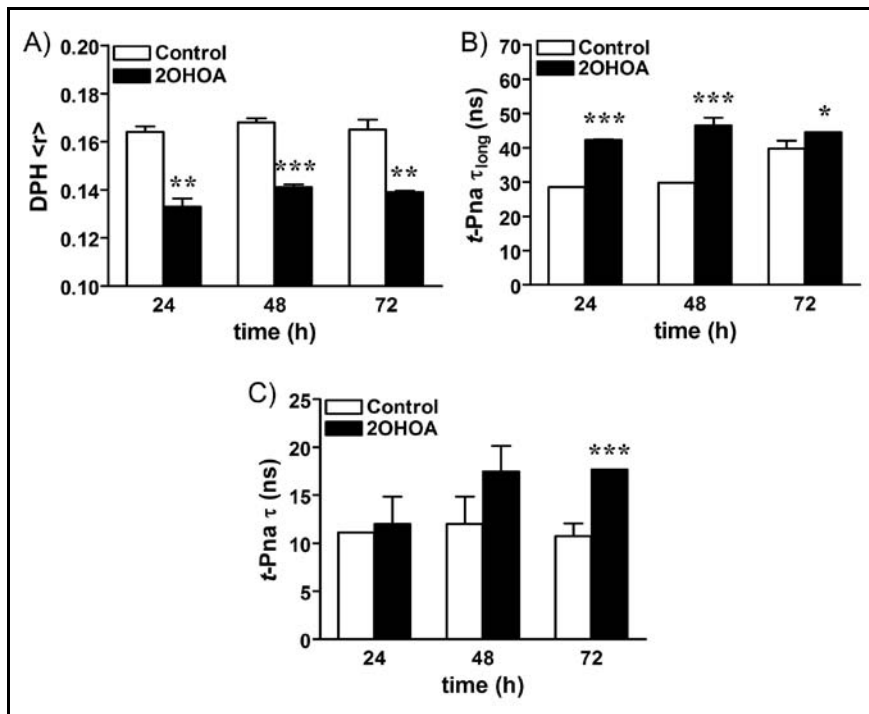 A)
0.20
0.18
0.16
0.14
0.12
0.10
DPH <r>
Control
2OHOA
** *** **
24 48 72
time (h)
B)
70
60
50
40
30
20
10
0
t-Pna τlong (ns)
Control
2OHOA
*** *** *
24 48 72
time (h)
C)
25
20
15
10
5
0
t-Pna τ (ns)
Control
2OHOA
***
24 48 72
time (h)